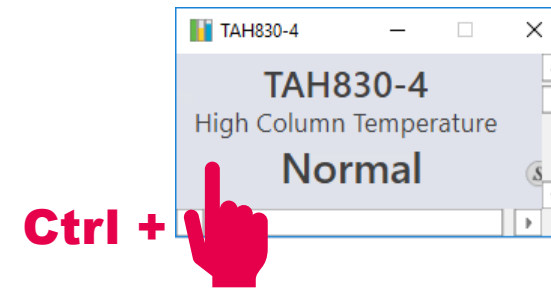 TAH830-4
TAH830-4
High Column Temperature
Normal
S
Ctrl +